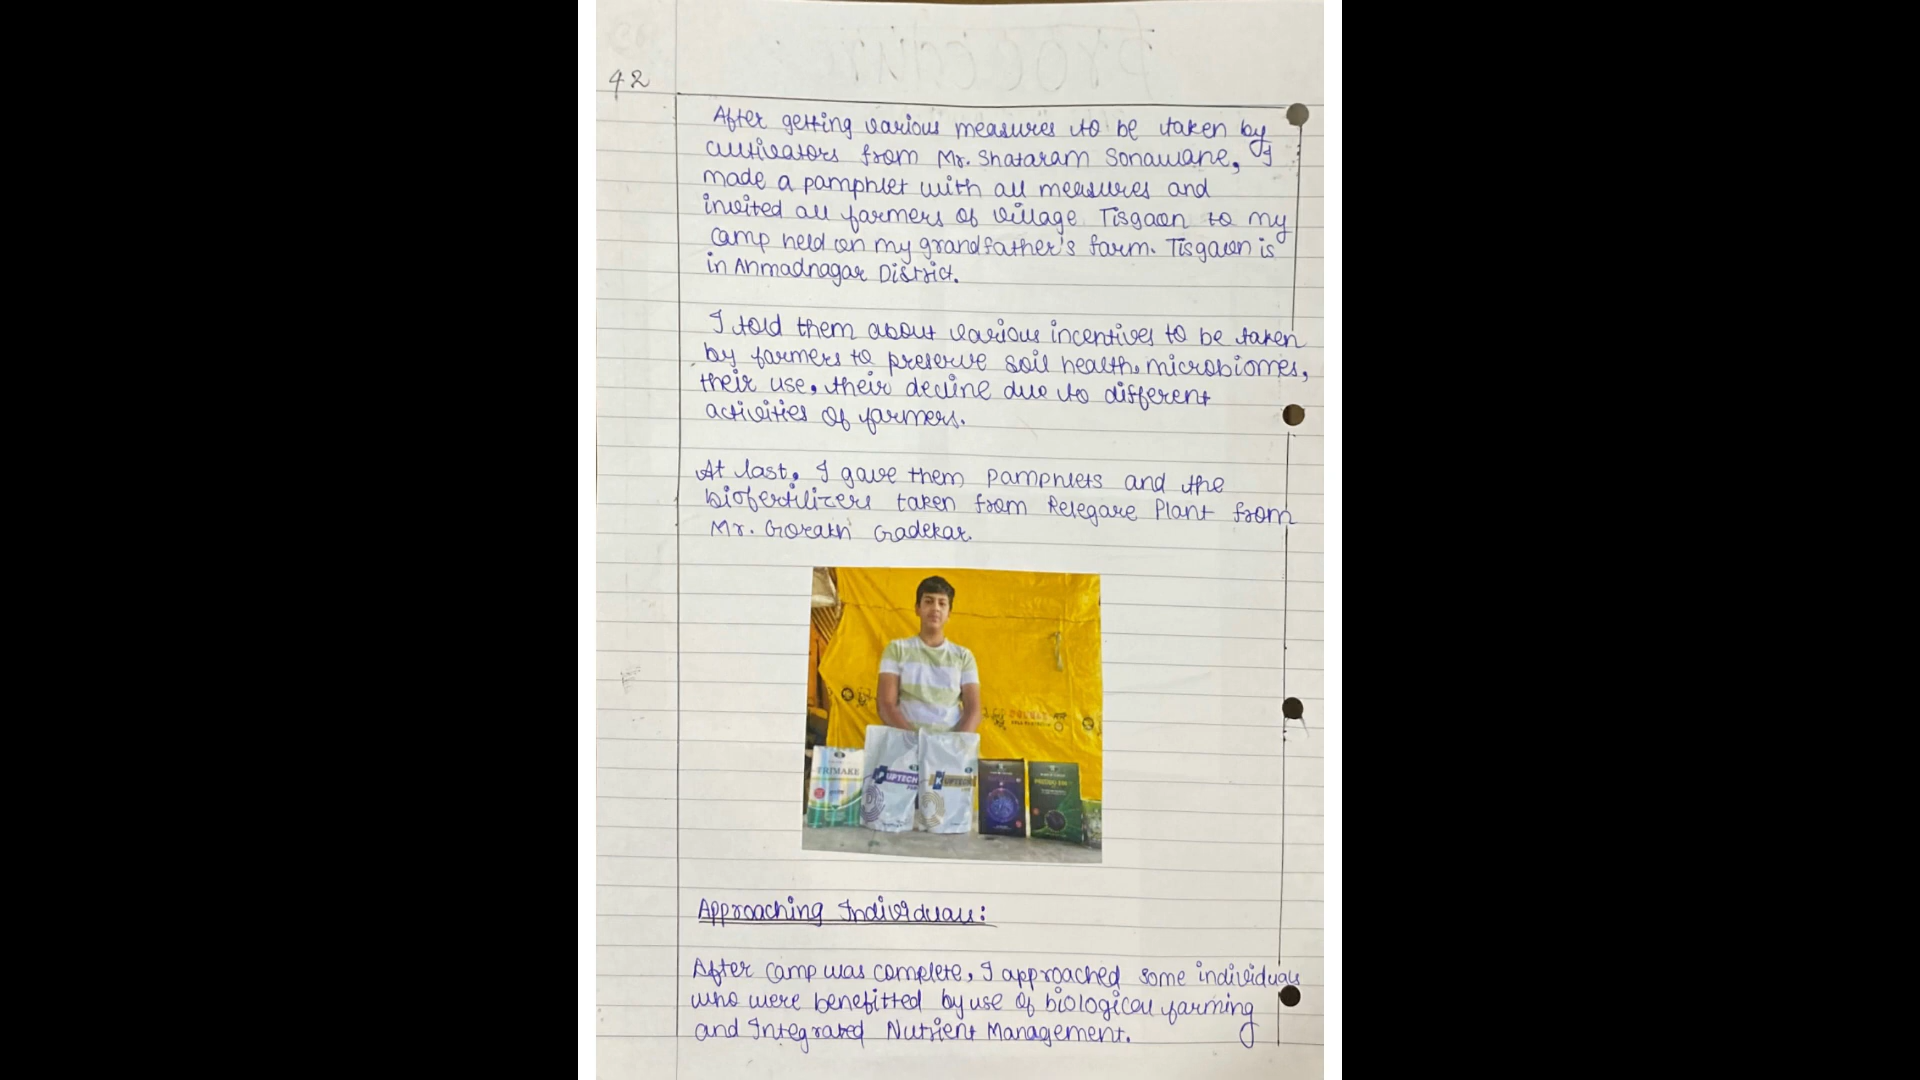 42
After getting various measures to be taken by
cultivators from Mr. Shataram Sonawane, I
made a pamphlet with all measures and
invited all farmers of village Tisgaon to my
camp held on my grandfather's farm. Tisgaon is
in Ahmadnagar District.
I told them about various incentives to be taken
by farmers to preserve soil health, microbiomes,
their use, their decline due to different
activities of farmers.
At last, I gave them pamphlets and the
biofertilizers taken from Relegare Plant from
Mr. Gorakh Gadekar.
TRIMAKE
P UPTECH
K UPTECH
Approaching Individuals:
After camp was complete, I approached some individuals
who were benefitted by use of biological farming
and Integrated Nutrient Management.